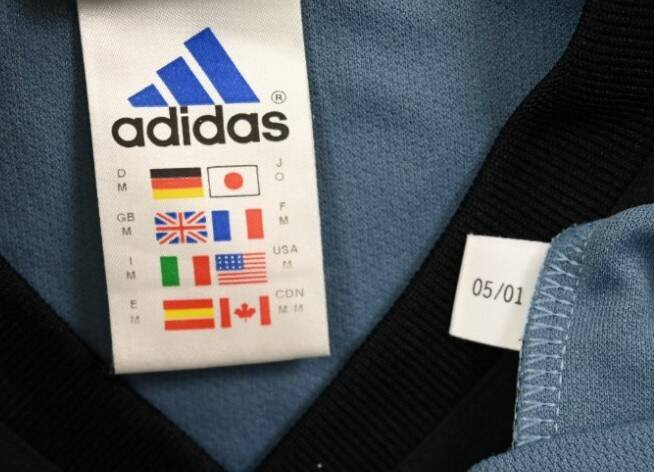 ®
adidas
D J
M O
GB F
M M
I USA
M M
E CDN
M M M
05/01